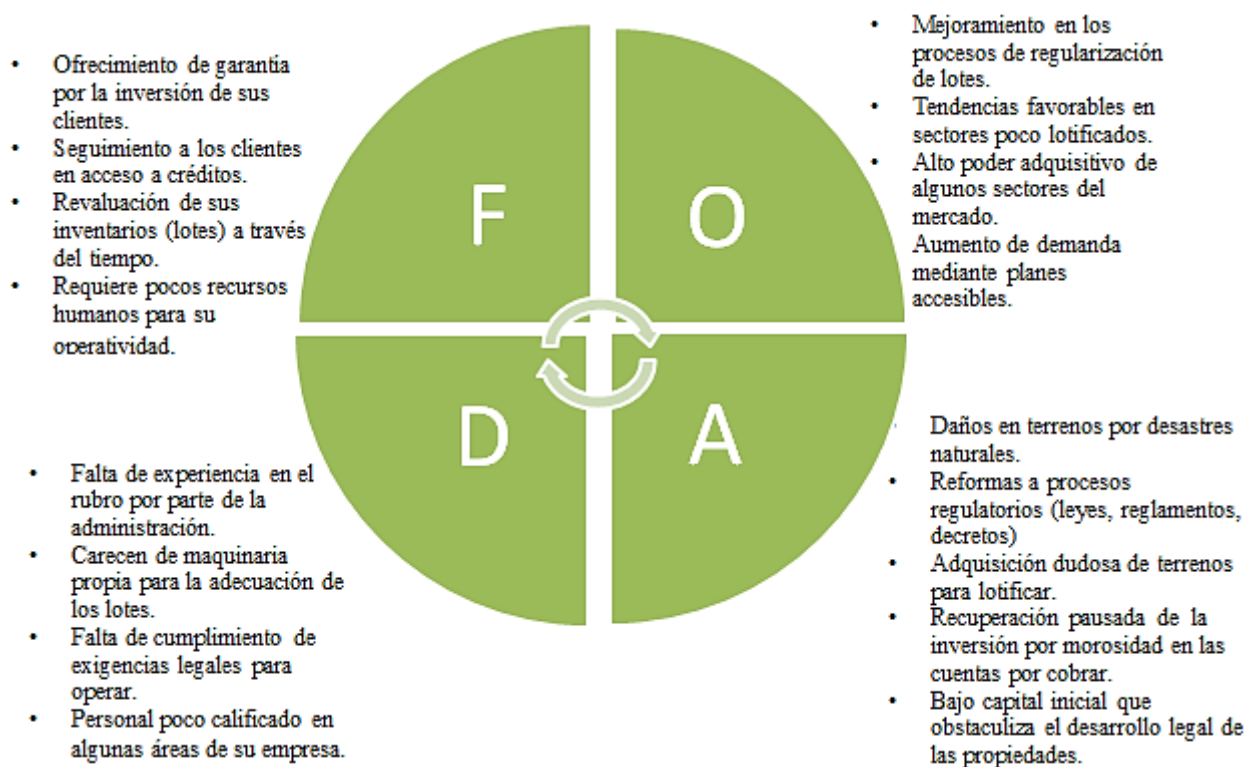 • Ofrecimiento de garantia
por la inversión de sus
clientes.
• Seguimiento a los clientes
en acceso a créditos.
• Revaluación de sus
inventarios (lotes) a través
del tiempo.
• Requiere pocos recursos
humanos para su
operatividad.
F
O
• Mejoramiento en los
procesos de regularización
de lotes.
• Tendencias favorables en
sectores poco lotificados.
• Alto poder adquisitivo de
algunos sectores del
mercado.
Aumento de demanda
mediante planes
accesibles.
D
A
• Falta de experiencia en el
rubro por parte de la
administración.
• Carecen de maquinaria
propia para la adecuación de
los lotes.
• Falta de cumplimiento de
exigencias legales para
operar.
• Personal poco calificado en
algunas áreas de su empresa.
• Daños en terrenos por desastres
naturales.
• Reformas a procesos
regulatorios (leyes, reglamentos,
decretos)
• Adquisición dudosa de terrenos
para lotificar.
• Recuperación pausada de la
inversión por morosidad en las
cuentas por cobrar.
• Bajo capital inicial que
obstaculiza el desarrollo legal de
las propiedades.